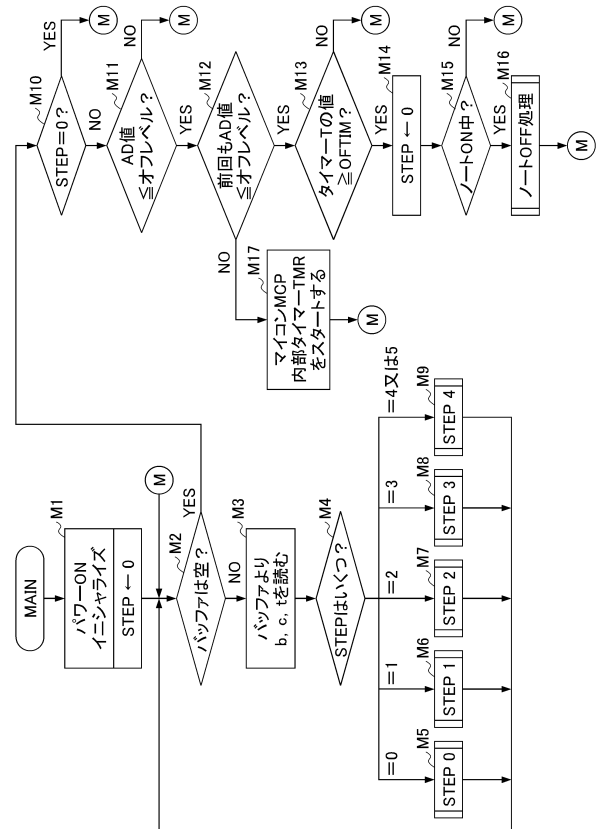 MAIN
M1
パワーON
イニシャライズ
STEP ← 0
M
M2
バッファは空？
YES
NO
M3
バッファより
b, c, tを読む
M4
STEPはいくつ？
=0
=1
=2
=3
=4又は5
M5
STEP 0
M6
STEP 1
M7
STEP 2
M8
STEP 3
M9
STEP 4
M10
STEP=0？
YES
M
NO
M11
AD値
≦オフレベル？
NO
M
YES
M12
前回もAD値
≦オフレベル？
NO
YES
M17
マイコンMCP
内部タイマーTMR
をスタートする
M
M13
タイマーTの値
≧OFTIM？
NO
M
YES
M14
STEP ← 0
M15
ノートON中？
NO
M
YES
M16
ノートOFF処理
M